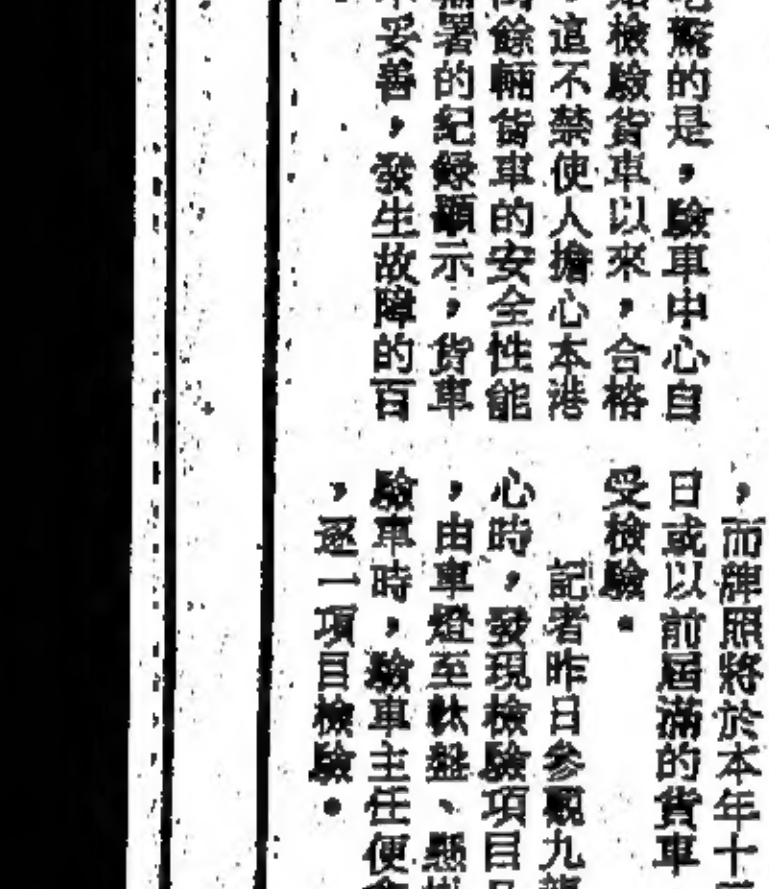 驚的是，驗車中心自
檢驗貨車以來，合格
這不禁使人擔心本港
餘輛貨車的安全性能
署的紀錄顯示，貨車
妥善，發生故障的百
，而牌照將於本年十
日或以前屆滿的貨車
受檢驗。
記者昨日參觀九龍
心時，發現檢驗項目
，由車燈至軚盤、懸
驗車時，驗車主任便
，逐一項目檢驗。